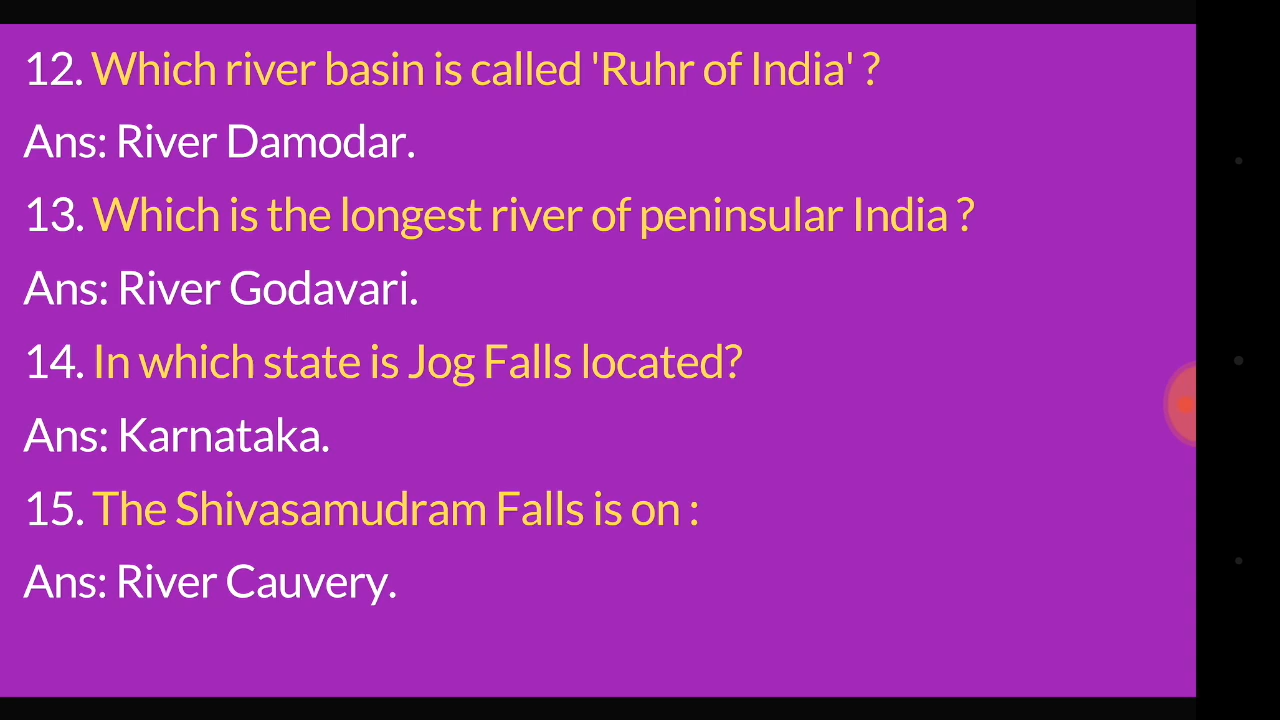 12. Which river basin is called 'Ruhr of India' ?
Ans: River Damodar.
13. Which is the longest river of peninsular India ?
Ans: River Godavari.
14. In which state is Jog Falls located?
Ans: Karnataka.
15. The Shivasamudram Falls is on :
Ans: River Cauvery.